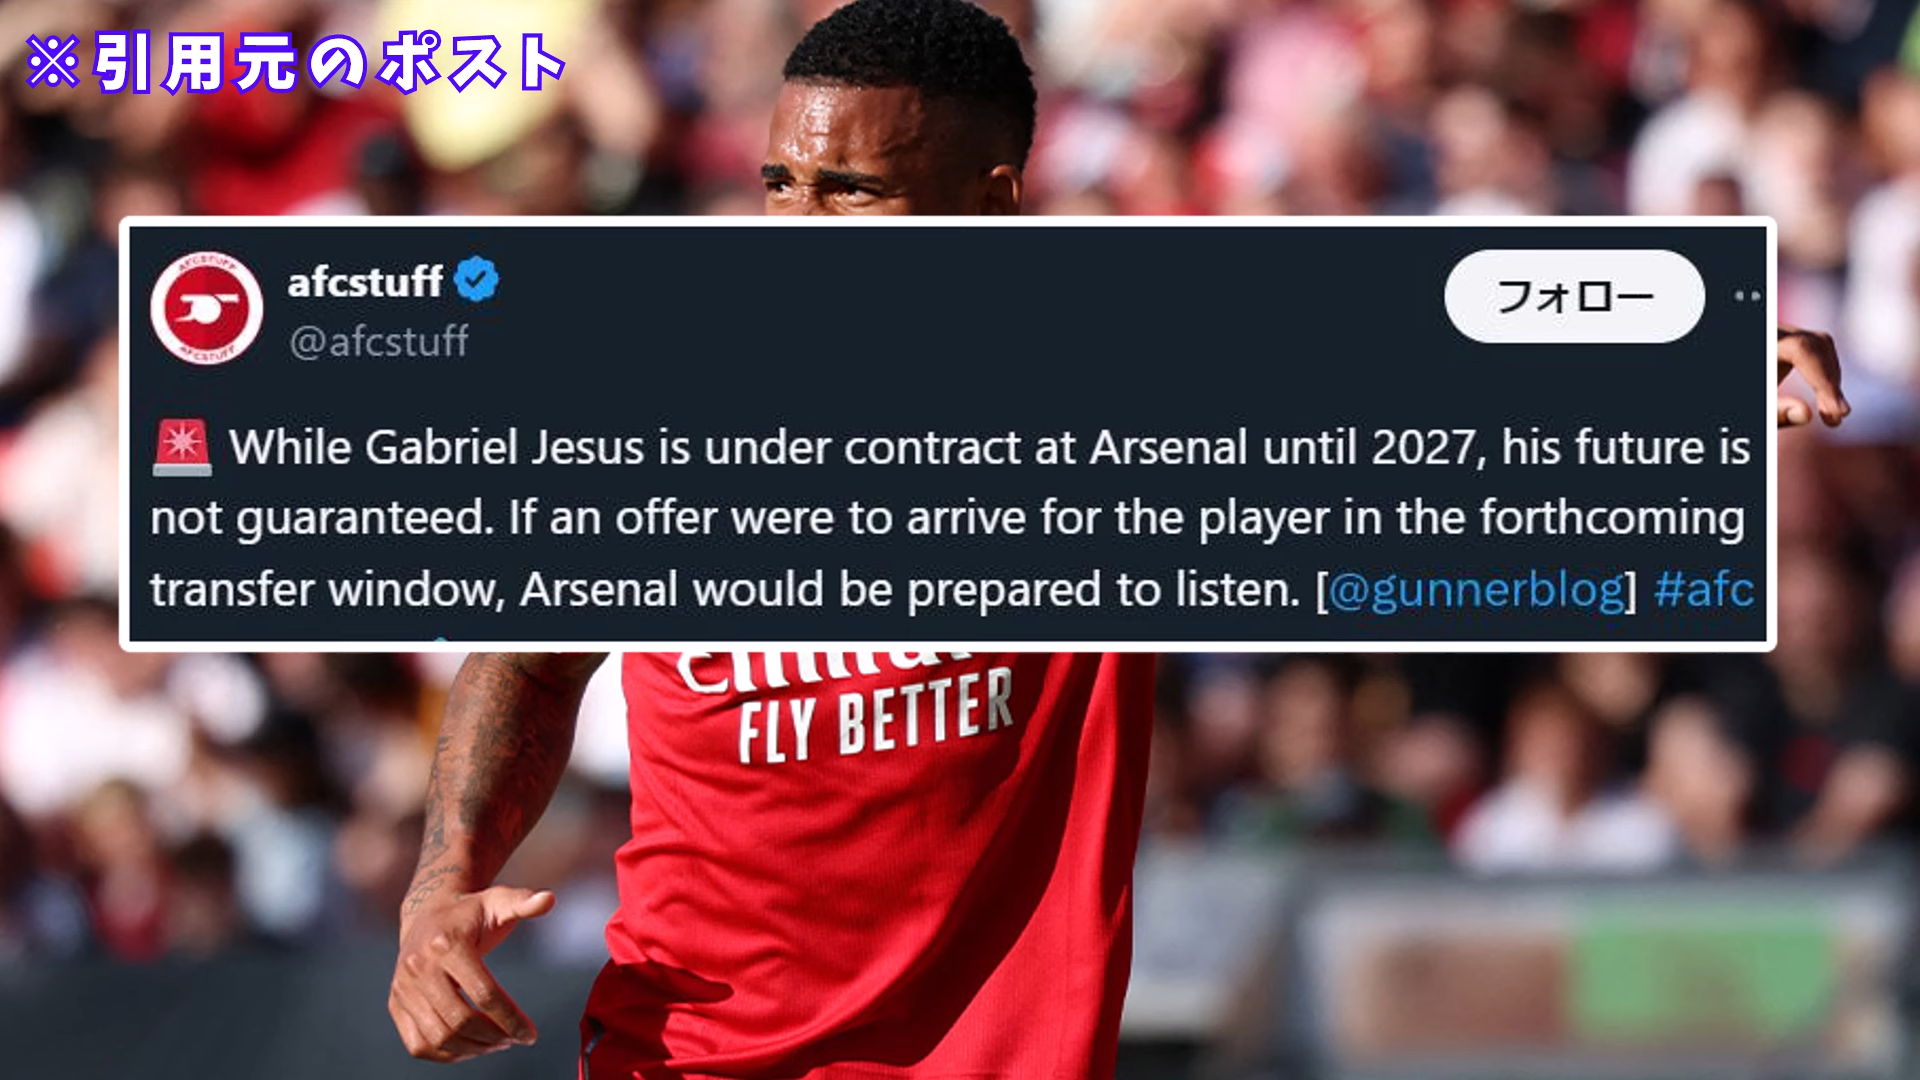 ※引用元のポスト
AFCSTUFF
afcstuff
@afcstuff
フォロー
AFCSTUFF
While Gabriel Jesus is under contract at Arsenal until 2027, his future is
not guaranteed. If an offer were to arrive for the player in the forthcoming
transfer window, Arsenal would be prepared to listen. [@gunnerblog] #afc
FLY BETTER